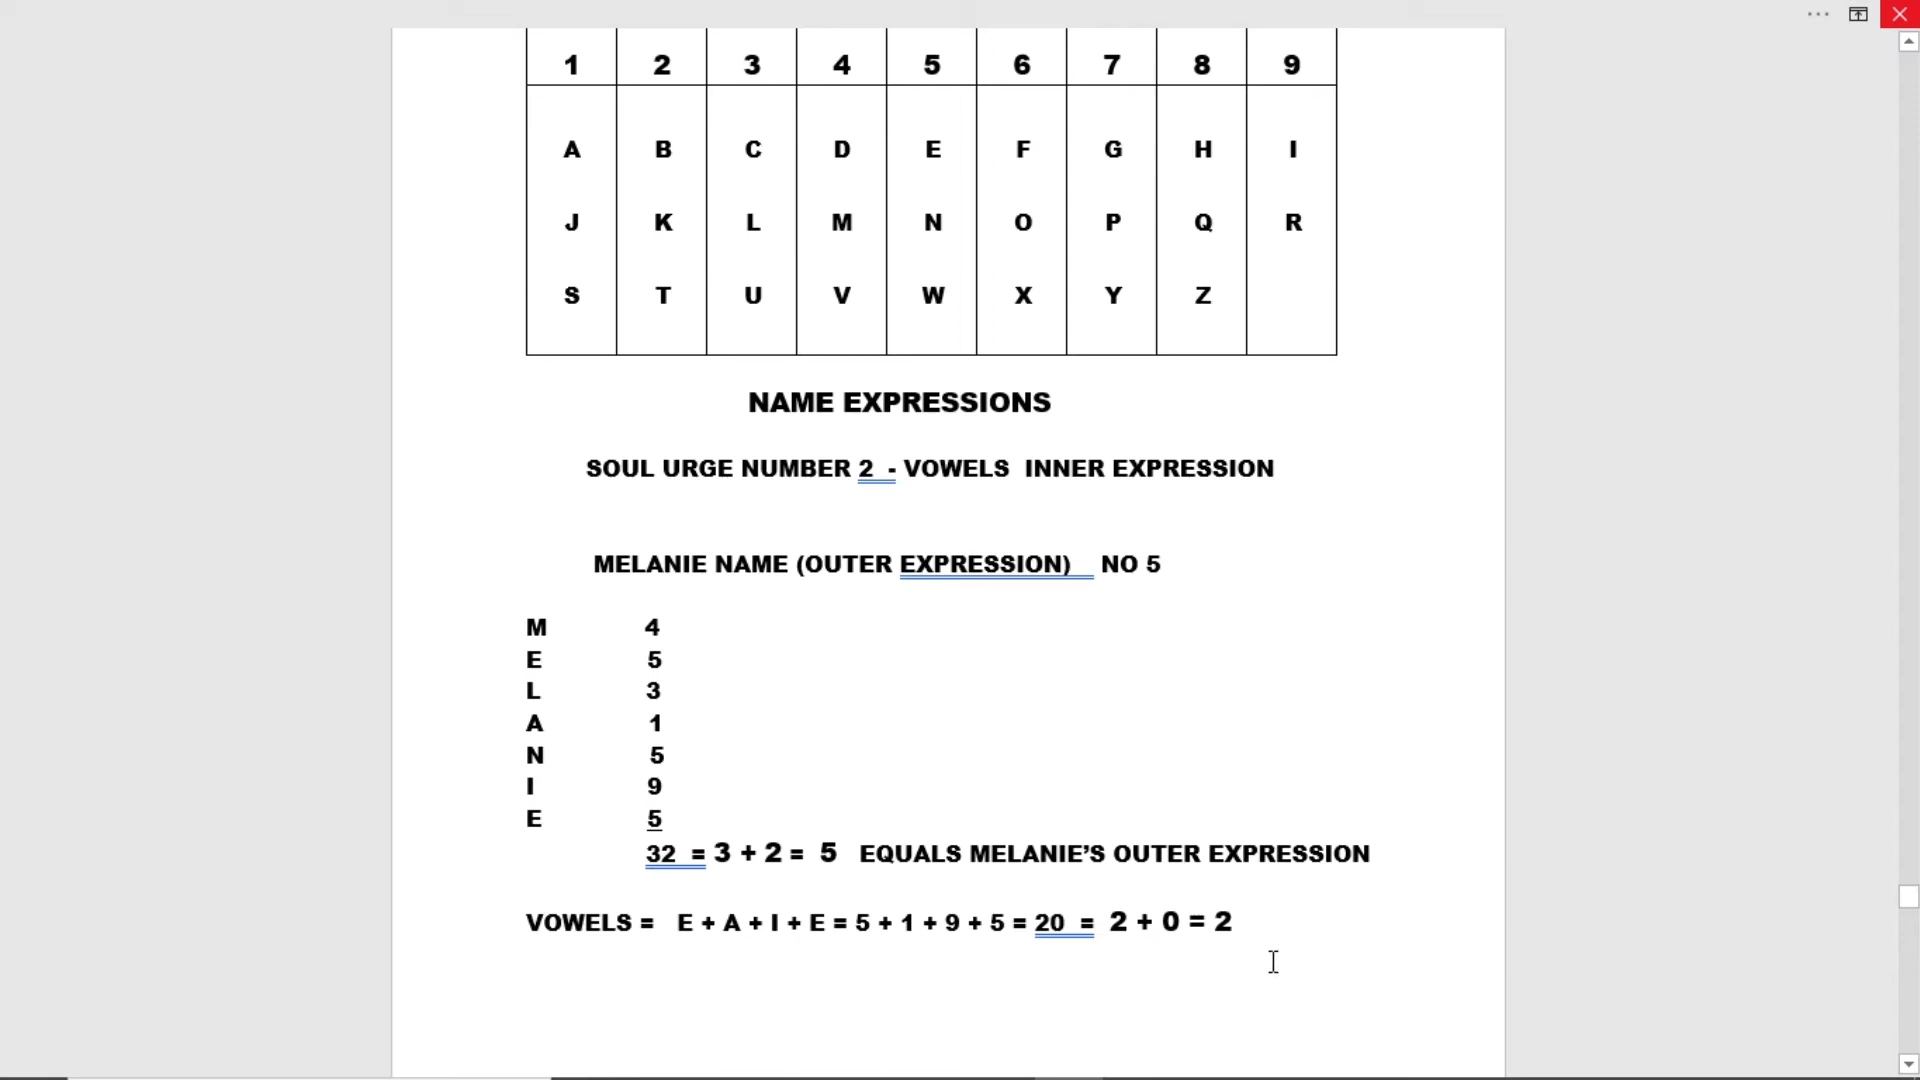 1 2 3 4 5 6 7 8 9
A B C D E F G H I
J K L M N O P Q R
S T U V W X Y Z
NAME EXPRESSIONS
SOUL URGE NUMBER 2 - VOWELS INNER EXPRESSION
MELANIE NAME (OUTER EXPRESSION) NO 5
M 4
E 5
L 3
A 1
N 5
I 9
E 5
32 = 3 + 2 = 5 EQUALS MELANIE’S OUTER EXPRESSION
VOWELS = E + A + I + E = 5 + 1 + 9 + 5 = 20 = 2 + 0 = 2